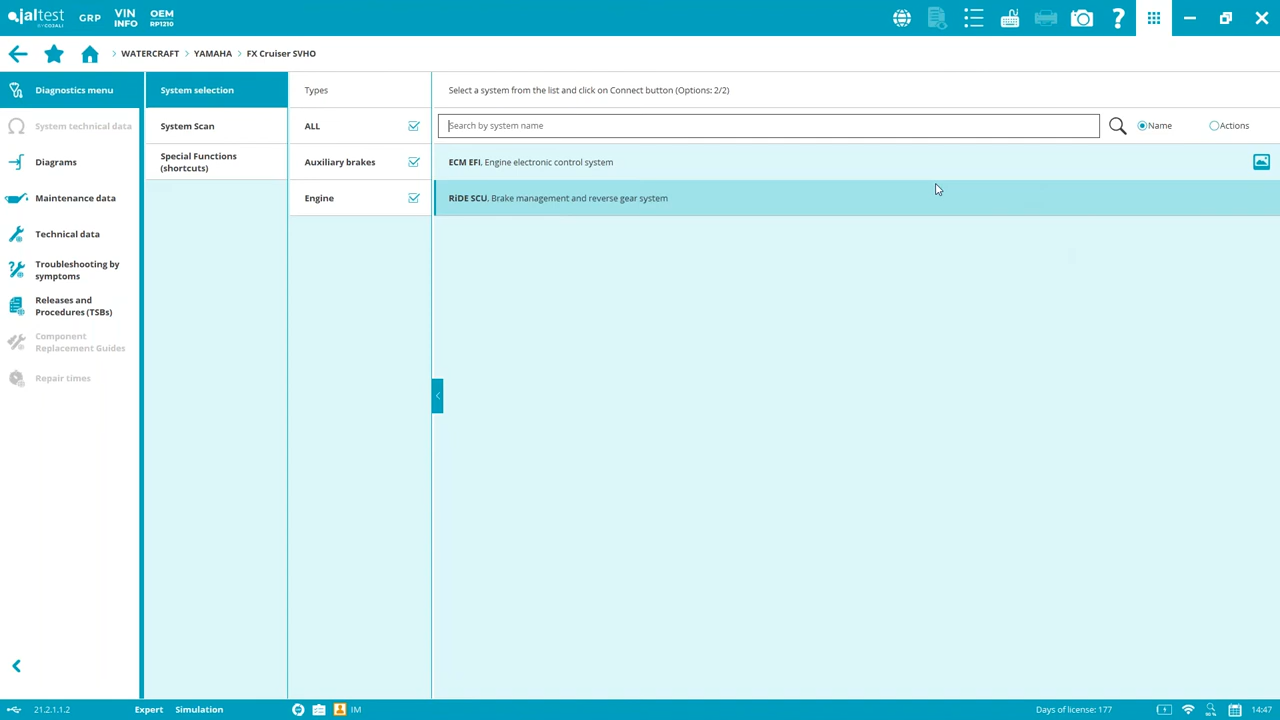 jaltest
BY COJALI
GRP
VIN
INFO
OEM
RP1210
?
> WATERCRAFT > YAMAHA > FX Cruiser SVHO
Diagnostics menu
System selection
Types
Select a system from the list and click on Connect button (Options: 2/2)
System technical data
System Scan
ALL
Search by system name
Name
Actions
Diagrams
Special Functions
(shortcuts)
Auxiliary brakes
ECM EFI. Engine electronic control system
Maintenance data
Engine
RiDE SCU. Brake management and reverse gear system
Technical data
Troubleshooting by
symptoms
Releases and
Procedures (TSBs)
Component
Replacement Guides
Repair times
21.2.1.1.2
Expert
Simulation
IM
Days of license: 177
14:47